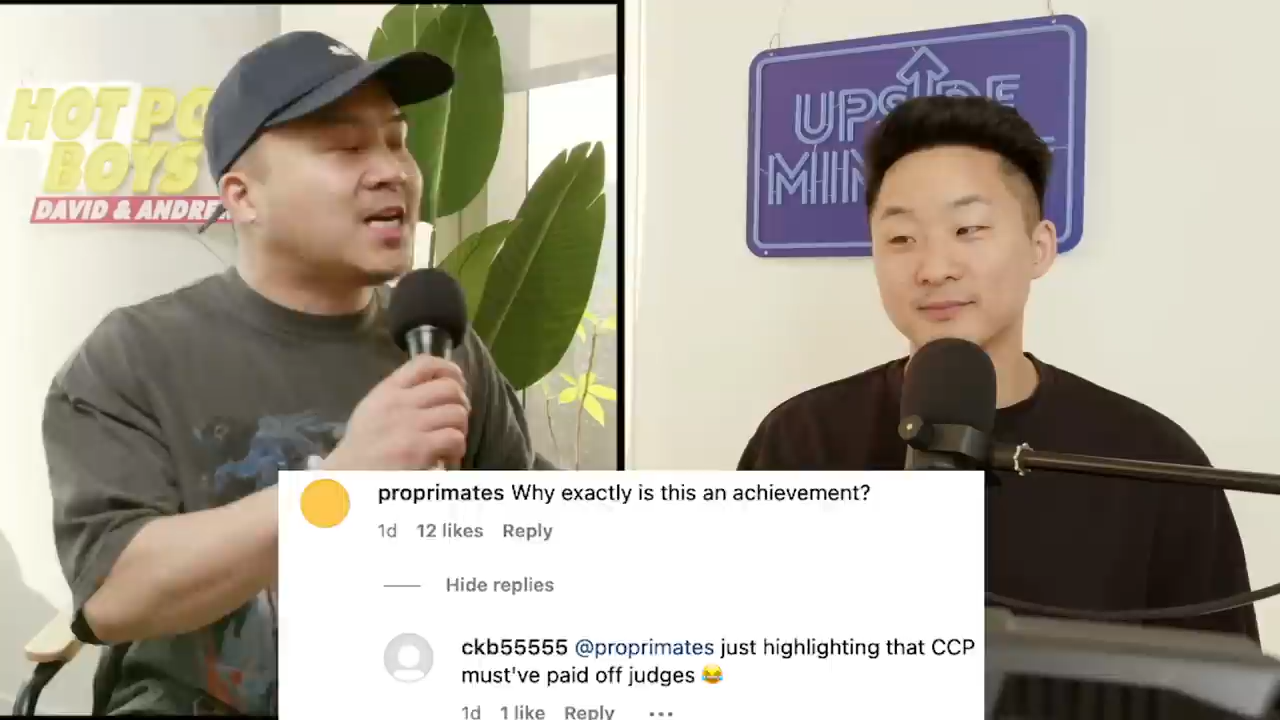 HOT PO
BOYS
DAVID & ANDRE
UPS DE
MIN
proprimates Why exactly is this an achievement?
1d 12 likes Reply
Hide replies
ckb55555 @proprimates just highlighting that CCP
must've paid off judges 😂
1d 1 like Reply ...